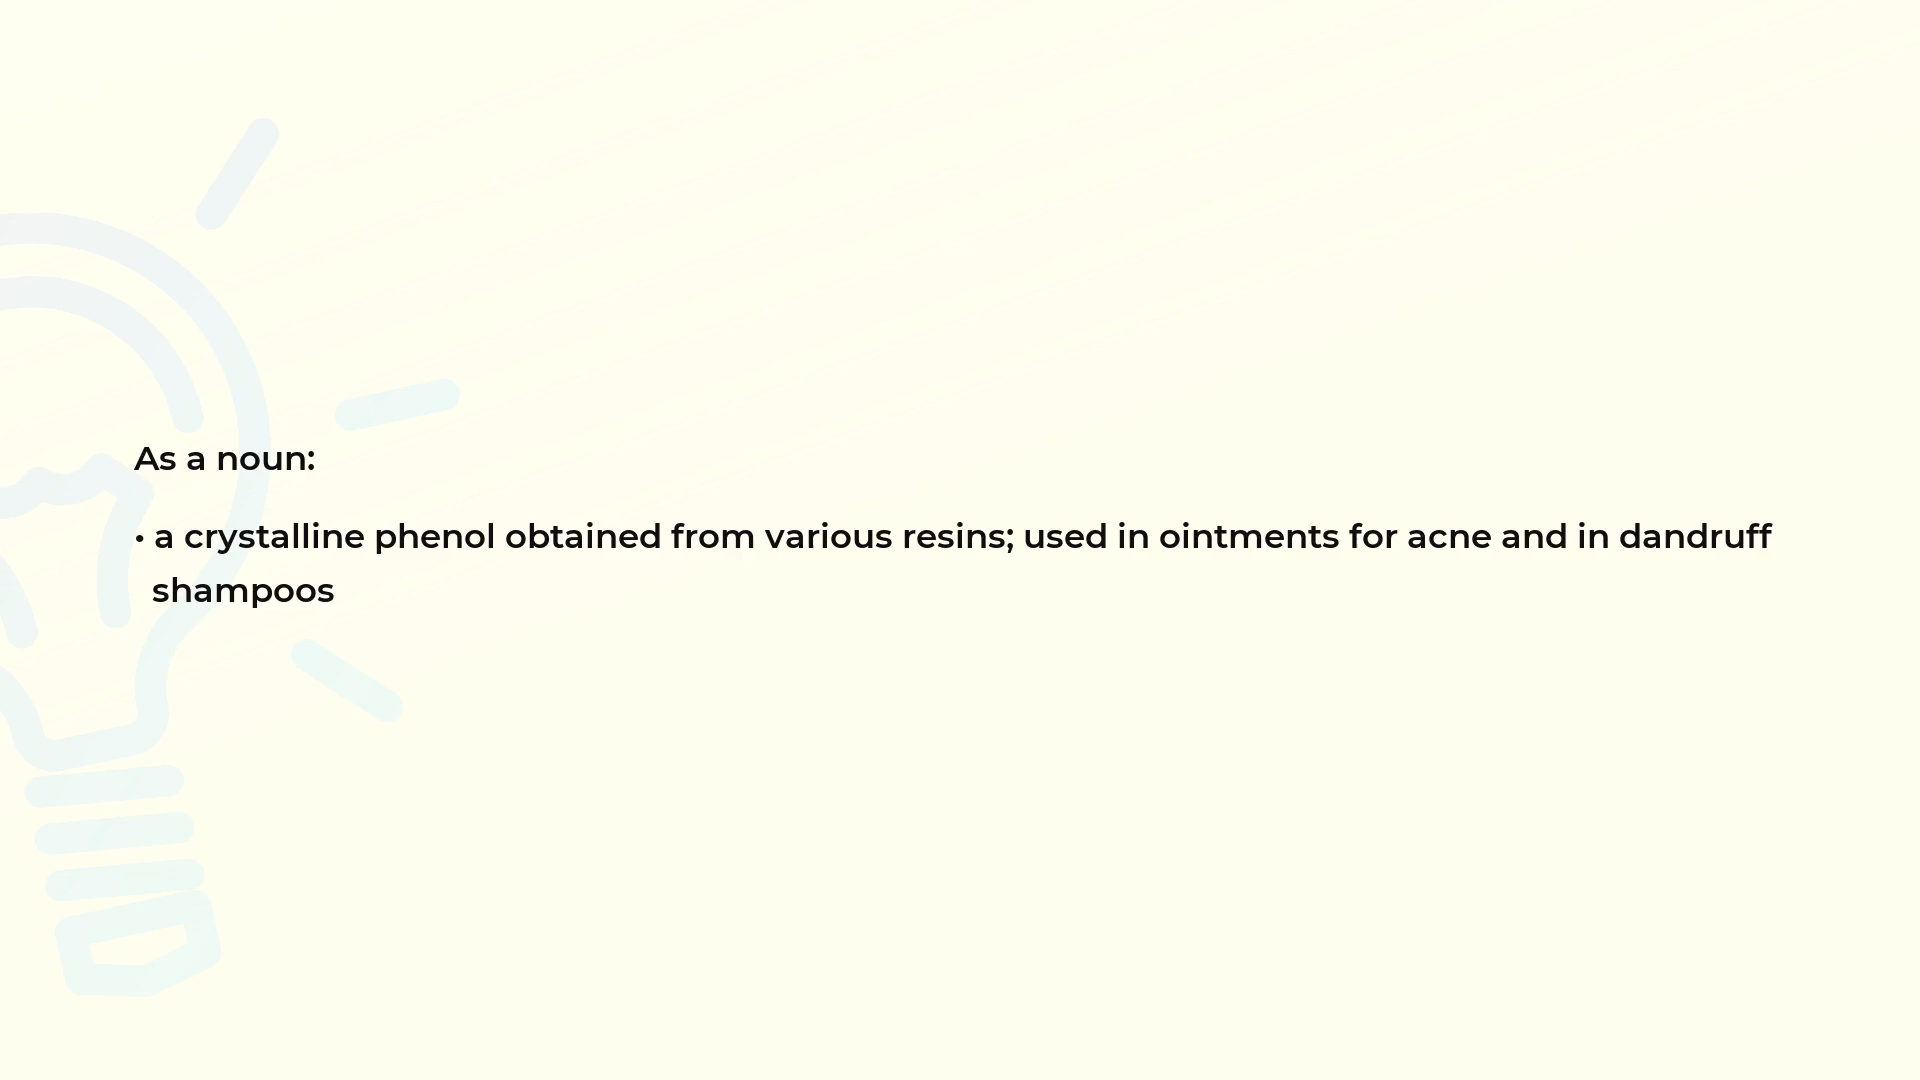 As a noun:
• a crystalline phenol obtained from various resins; used in ointments for acne and in dandruff
shampoos